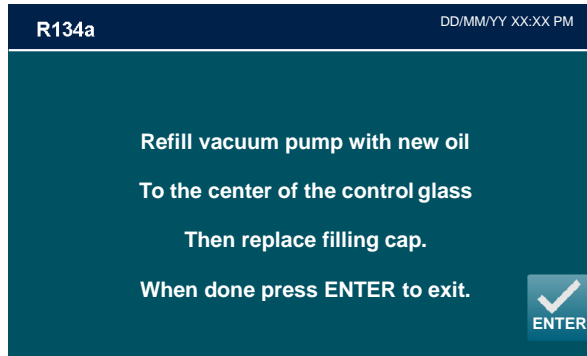 R134a
DD/MM/YY XX:XX PM
Refill vacuum pump with new oil
To the center of the control glass
Then replace filling cap.
When done press ENTER to exit.
ENTER